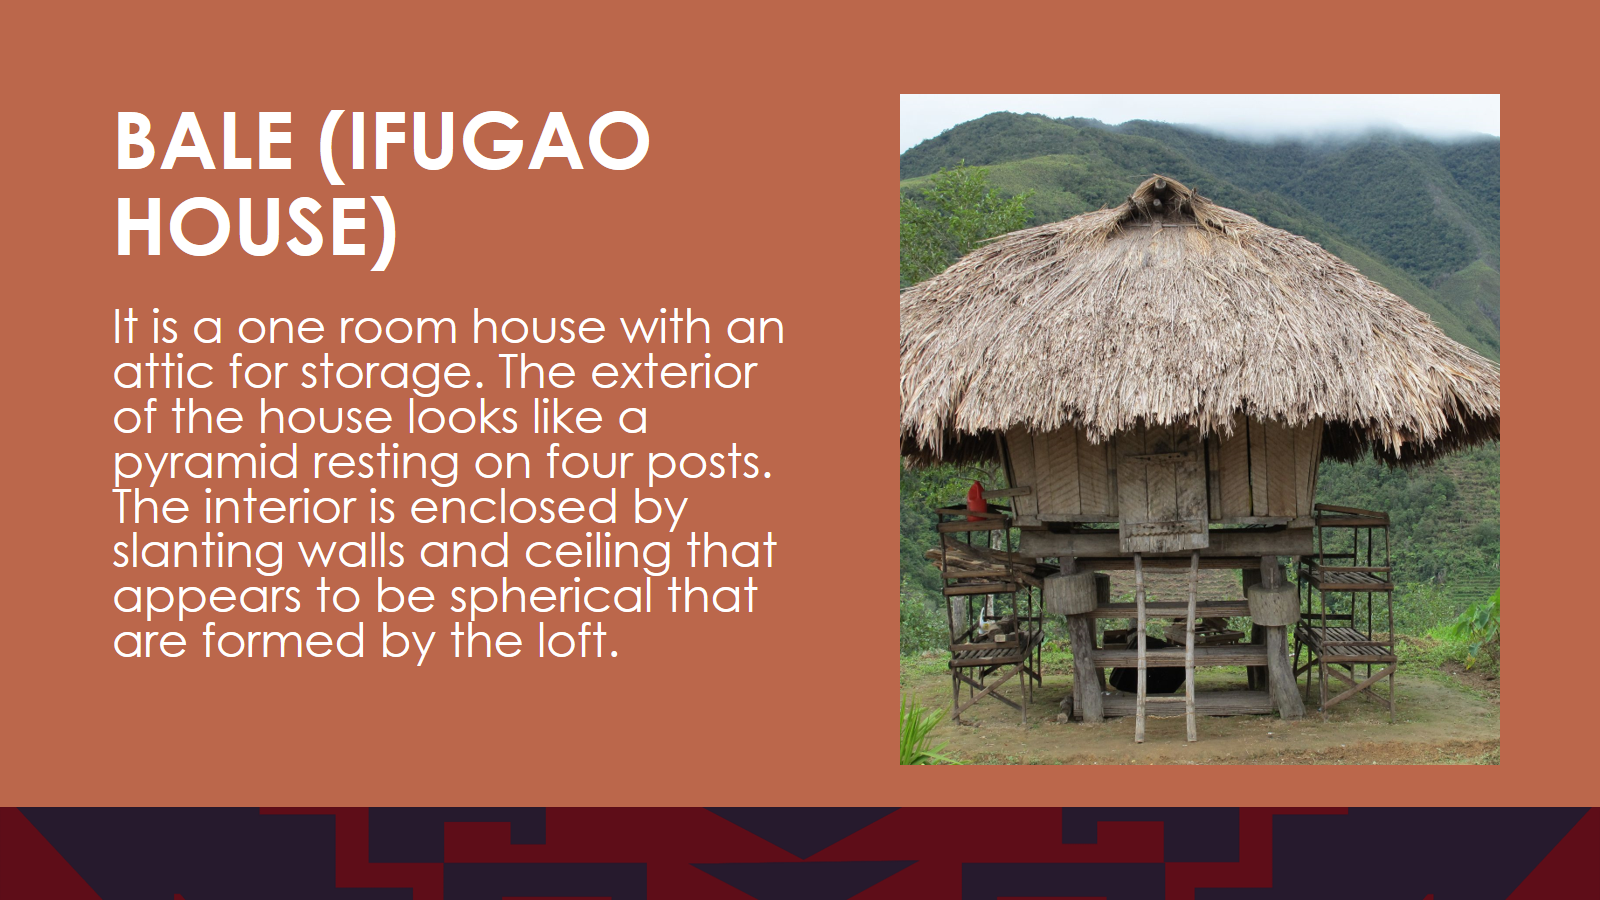 BALE (IFUGAO
HOUSE)
It is a one room house with an
attic for storage. The exterior
of the house looks like a
pyramid resting on four posts.
The interior is enclosed by
slanting walls and ceiling that
appears to be spherical that
are formed by the loft.